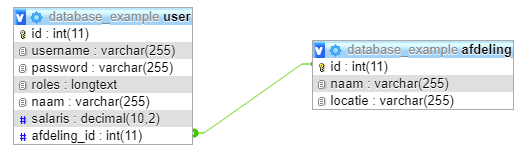 database_example user
id : int(11)
username : varchar(255)
password : varchar(255)
roles : longtext
naam : varchar(255)
salaris : decimal(10,2)
afdeling_id : int(11)
database_example afdeling
id : int(11)
naam : varchar(255)
locatie : varchar(255)